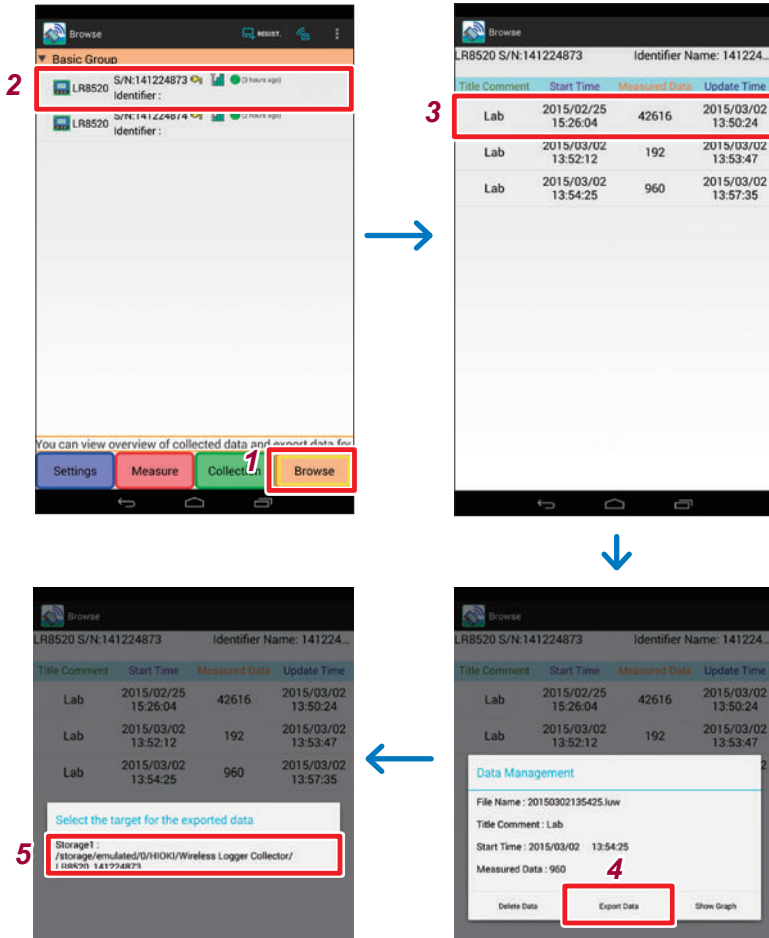 Browse REGIST.
▼ Basic Group
2
LR8520 S/N:141224873 (3 hours ago)
Identifier :
LR8520 S/N:141224874 (2 hours ago)
Identifier :
You can view overview of collected data and export data for
1
Settings Measure Collection Browse
Browse
LR8520 S/N:141224873 Identifier Name: 141224...
Title Comment Start Time Measured Data Update Time
3
Lab 2015/02/25 15:26:04 42616 2015/03/02 13:50:24
Lab 2015/03/02 13:52:12 192 2015/03/02 13:53:47
Lab 2015/03/02 13:54:25 960 2015/03/02 13:57:35
Browse
LR8520 S/N:141224873 Identifier Name: 141224...
Title Comment Start Time Measured Data Update Time
Lab 2015/02/25 15:26:04 42616 2015/03/02 13:50:24
Lab 2015/03/02 13:52:12 192 2015/03/02 13:53:47
2
Data Management
File Name : 20150302135425.luw
Title Comment : Lab
Start Time : 2015/03/02 13:54:25
Measured Data : 960
4
Delete Data Export Data Show Graph
Browse
LR8520 S/N:141224873 Identifier Name: 141224...
Title Comment Start Time Measured Data Update Time
Lab 2015/02/25 15:26:04 42616 2015/03/02 13:50:24
Lab 2015/03/02 13:52:12 192 2015/03/02 13:53:47
Lab 2015/03/02 13:54:25 960 2015/03/02 13:57:35
Select the target for the exported data
5
Storage1 :
/storage/emulated/0/HIOKI/Wireless Logger Collector/
LR8520_141224873